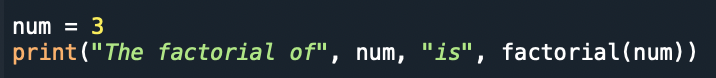 num = 3
print("The factorial of", num, "is", factorial(num))